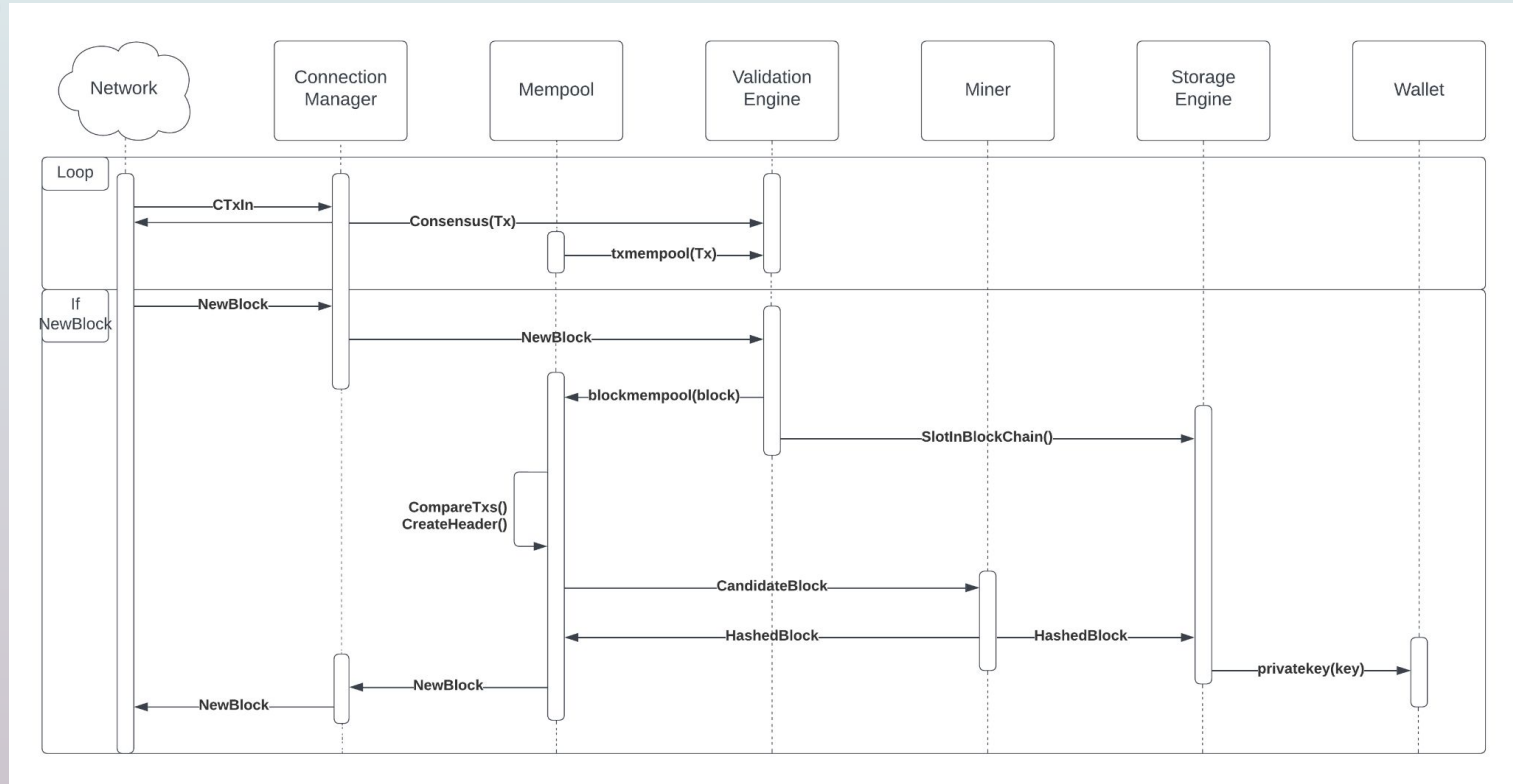 Network
Connection
Manager
Mempool
Validation
Engine
Miner
Storage
Engine
Wallet
Loop
CTxIn
Consensus(Tx)
txmempool(Tx)
If
NewBlock
NewBlock
NewBlock
blockmempool(block)
SlotInBlockChain()
CompareTxs()
CreateHeader()
CandidateBlock
HashedBlock
HashedBlock
privatekey(key)
NewBlock
NewBlock